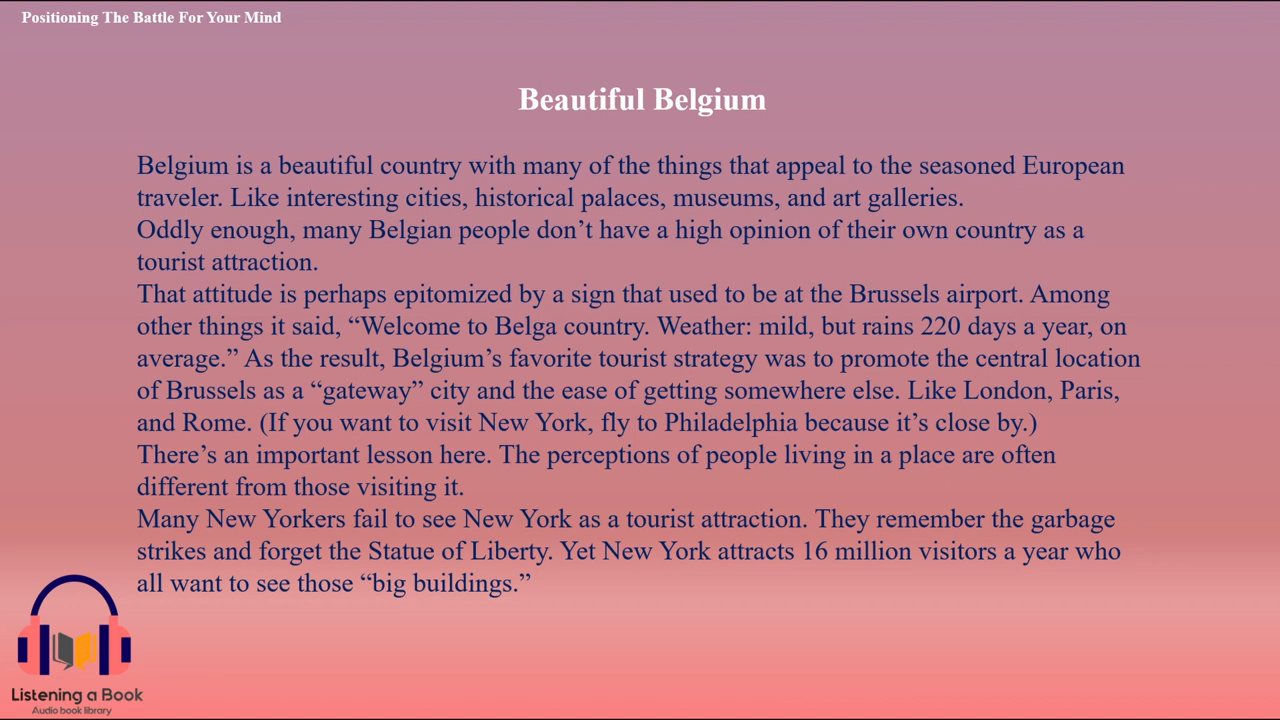 Positioning The Battle For Your Mind
Beautiful Belgium
Belgium is a beautiful country with many of the things that appeal to the seasoned European
traveler. Like interesting cities, historical palaces, museums, and art galleries.
Oddly enough, many Belgian people don’t have a high opinion of their own country as a
tourist attraction.
That attitude is perhaps epitomized by a sign that used to be at the Brussels airport. Among
other things it said, “Welcome to Belga country. Weather: mild, but rains 220 days a year, on
average.” As the result, Belgium’s favorite tourist strategy was to promote the central location
of Brussels as a “gateway” city and the ease of getting somewhere else. Like London, Paris,
and Rome. (If you want to visit New York, fly to Philadelphia because it’s close by.)
There’s an important lesson here. The perceptions of people living in a place are often
different from those visiting it.
Many New Yorkers fail to see New York as a tourist attraction. They remember the garbage
strikes and forget the Statue of Liberty. Yet New York attracts 16 million visitors a year who
all want to see those “big buildings.”
Listening a Book
Audio book library